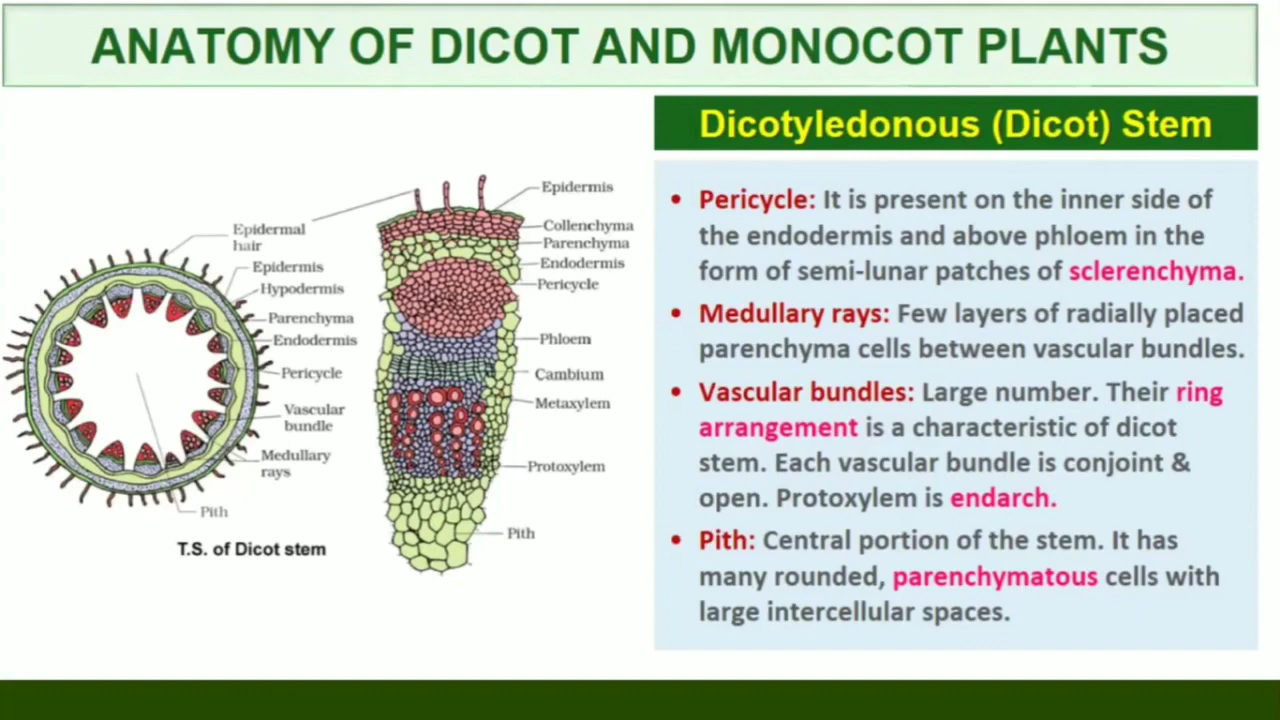 ANATOMY OF DICOT AND MONOCOT PLANTS
Dicotyledonous (Dicot) Stem
Epidermal
hair
Epidermis
Hypodermis
Parenchyma
Endodermis
Pericycle
Vascular
bundle
Medullary
rays
Pith
T.S. of Dicot stem
Epidermis
Collenchyma
Parenchyma
Endodermis
Pericycle
Phloem
Cambium
Metaxylem
Protoxylem
Pith
• Pericycle: It is present on the inner side of
the endodermis and above phloem in the
form of semi-lunar patches of sclerenchyma.
• Medullary rays: Few layers of radially placed
parenchyma cells between vascular bundles.
• Vascular bundles: Large number. Their ring
arrangement is a characteristic of dicot
stem. Each vascular bundle is conjoint &
open. Protoxylem is endarch.
• Pith: Central portion of the stem. It has
many rounded, parenchymatous cells with
large intercellular spaces.